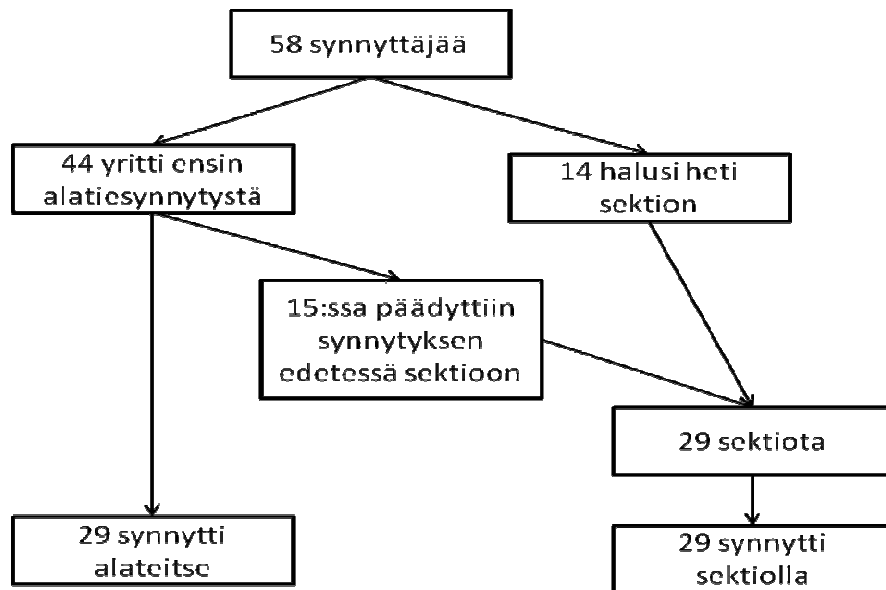 58 synnyttäjää
44 yritti ensin
alatiesynnytystä
14 halusi heti
sektion
15:ssa päädyttiin
synnytyksen
edetessä sektioon
29 sektiota
29 synnytti
alateitse
29 synnytti
sektiolla